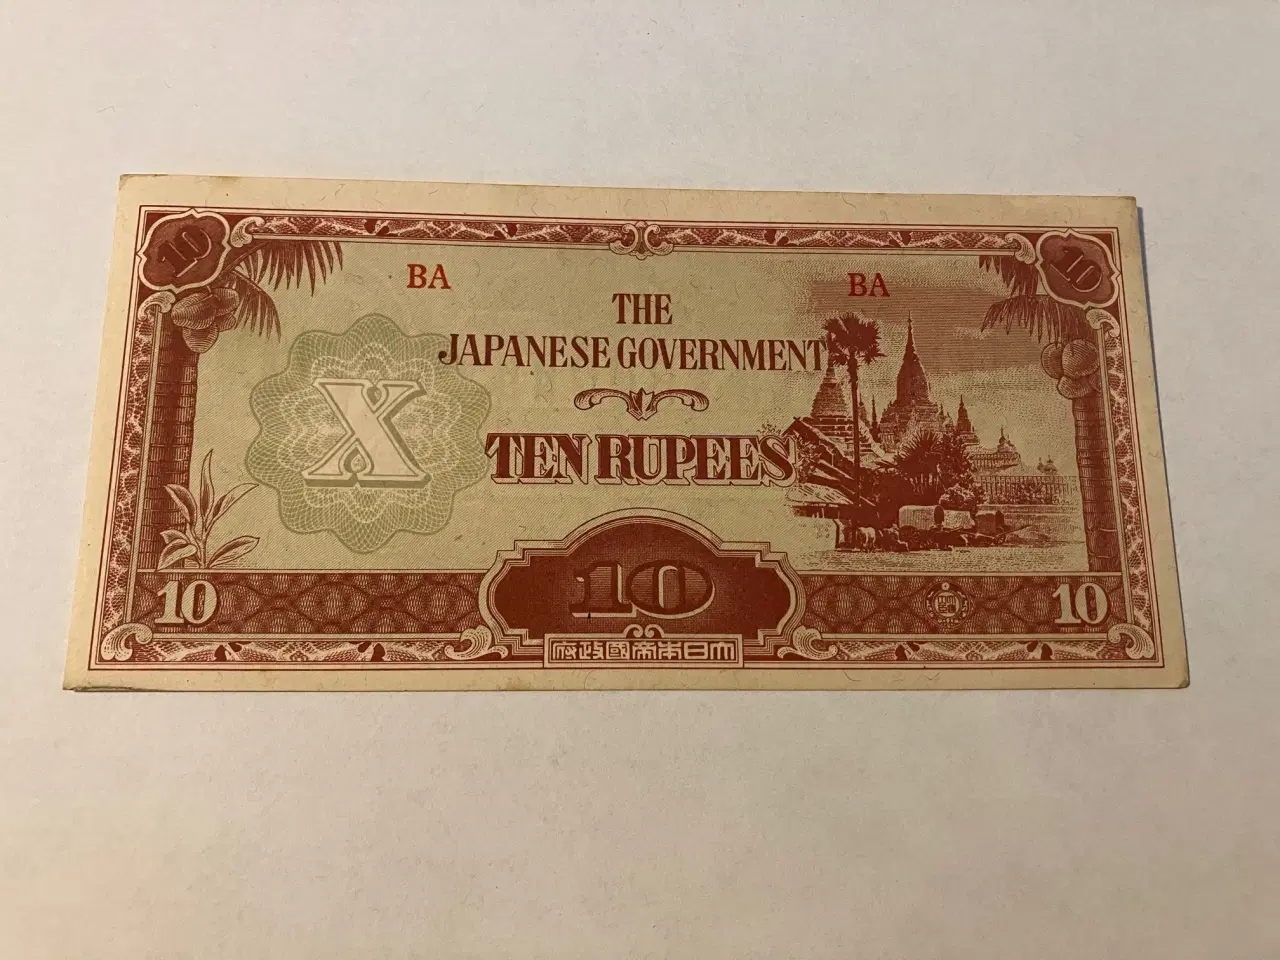 10 10
BA BA
THE
JAPANESE GOVERNMENT
X
TEN RUPEES
10
10 10
大日本帝國政府